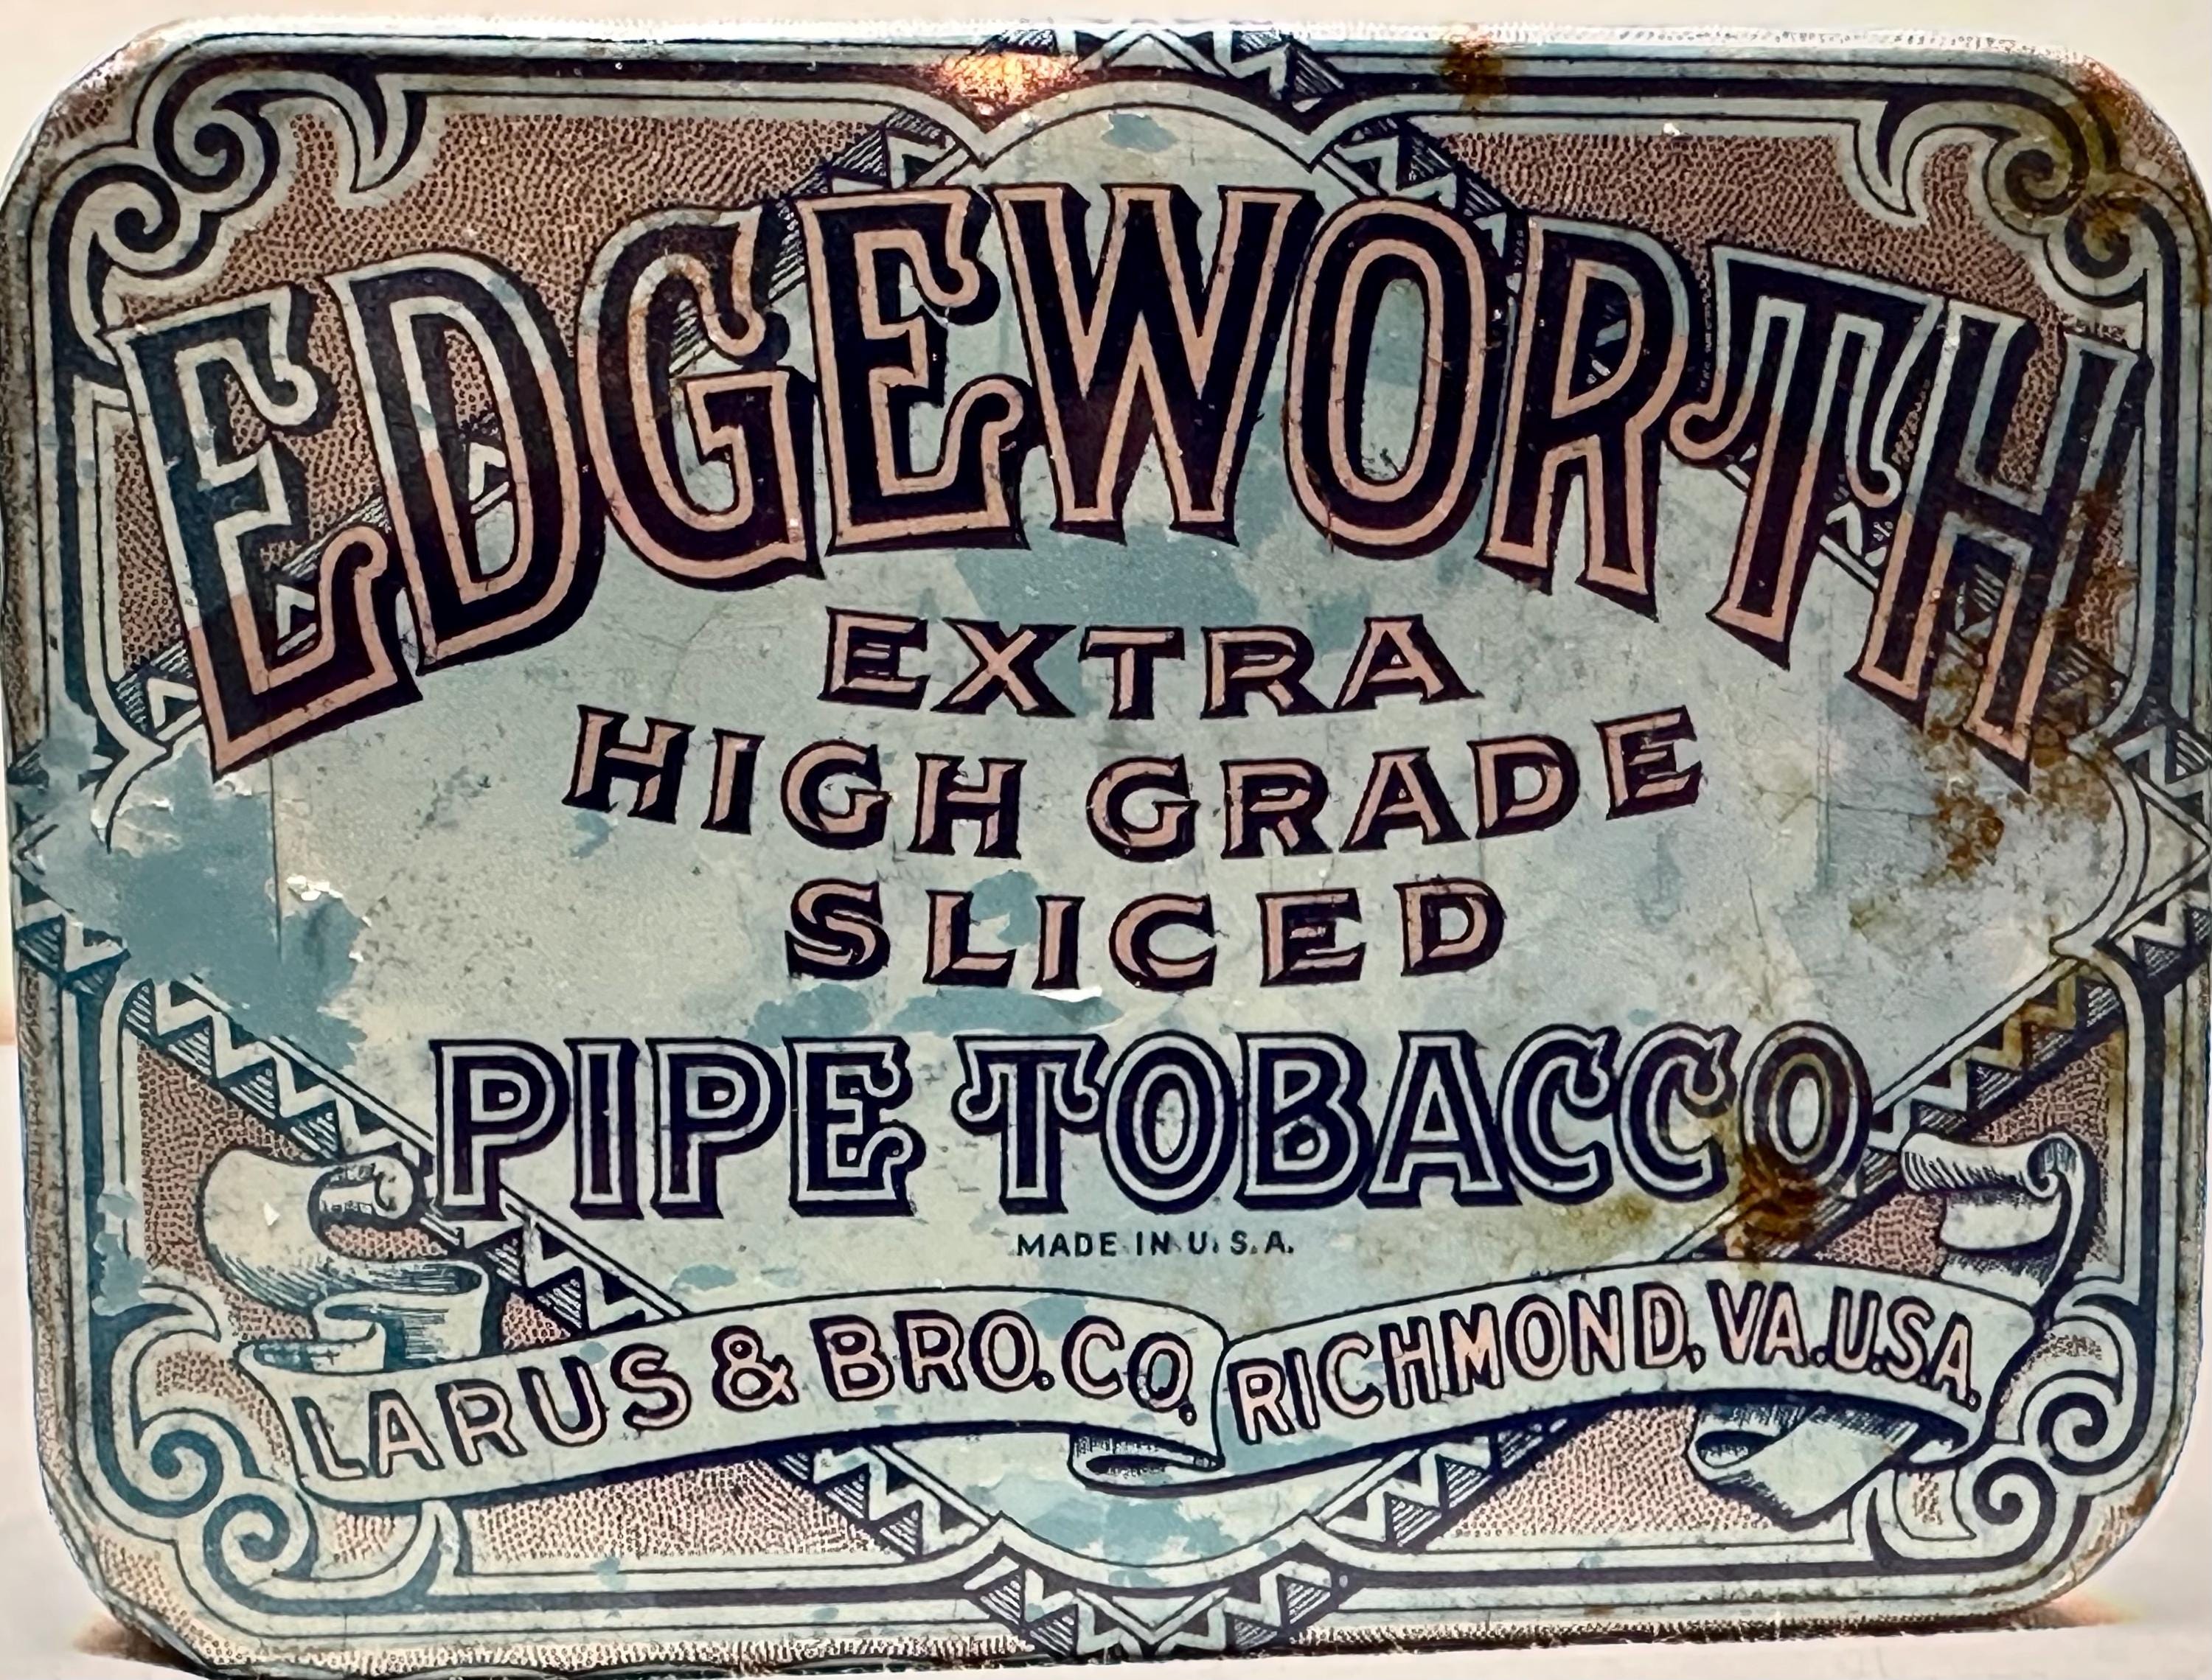 EDGEWORTH
EXTRA
HIGH GRADE
SLICED
PIPE TOBACCO
MADE IN U.S.A.
LARUS & BRO. CO. RICHMOND, VA. U.S.A.